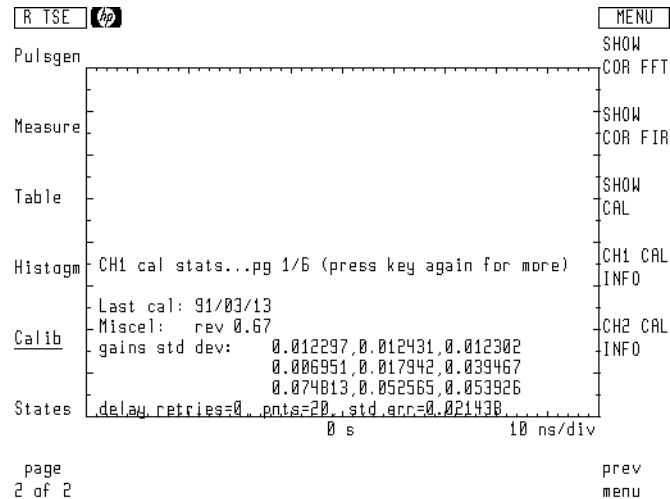 R TSE hp
MENU
Pulsgen
Measure
Table
Histogm
Calib
States
page
2 of 2
CH1 cal stats...pg 1/6 (press key again for more)
Last cal: 91/03/13
Miscel: rev 0.67
gains std dev: 0.012297,0.012431,0.012302
0.006951,0.017942,0.039467
0.074813,0.052565,0.053926
delay retries=0, pnts=20, std err=0.021438
0 s
10 ns/div
SHOW
COR FFT
SHOW
COR FIR
SHOW
CAL
CH1 CAL
INFO
CH2 CAL
INFO
prev
menu